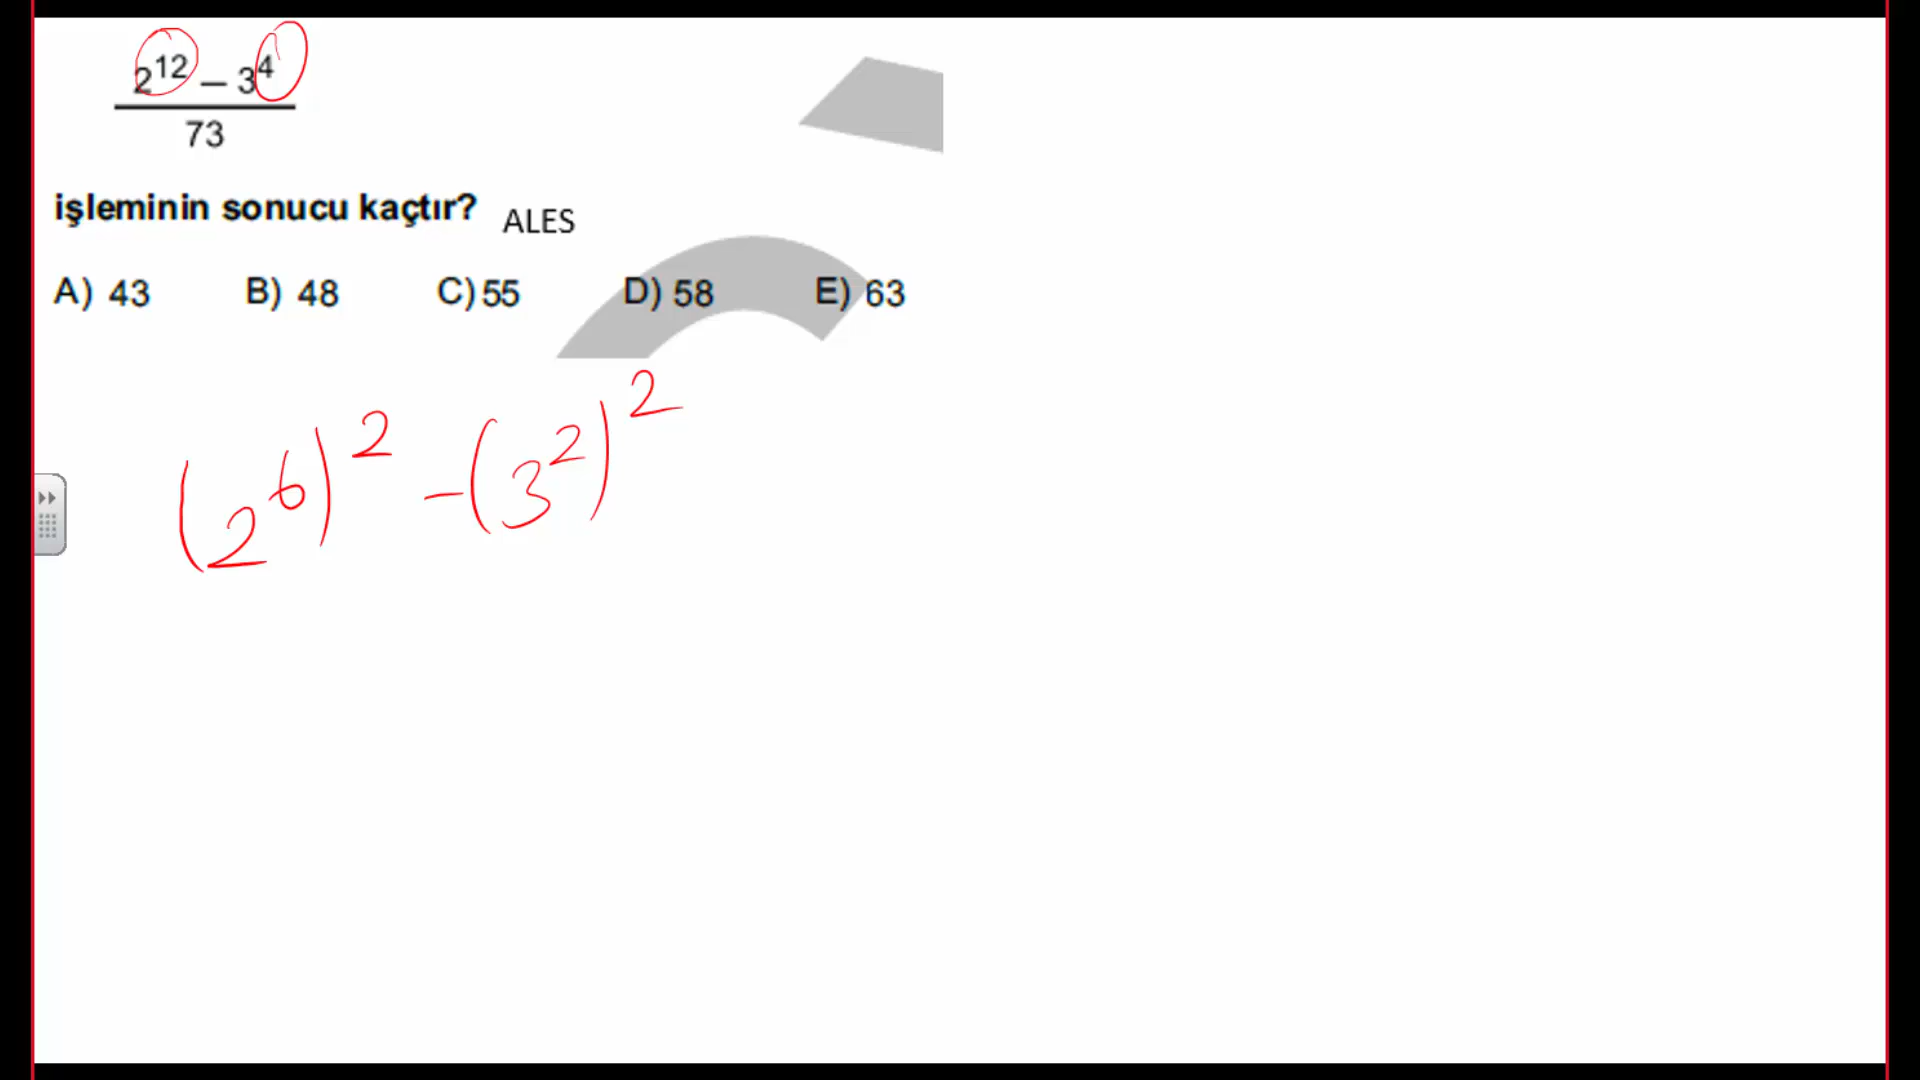 2¹² – 3⁴
73
işleminin sonucu kaçtır? ALES
A) 43 B) 48 C) 55 D) 58 E) 63
(2⁶)² - (3²)²